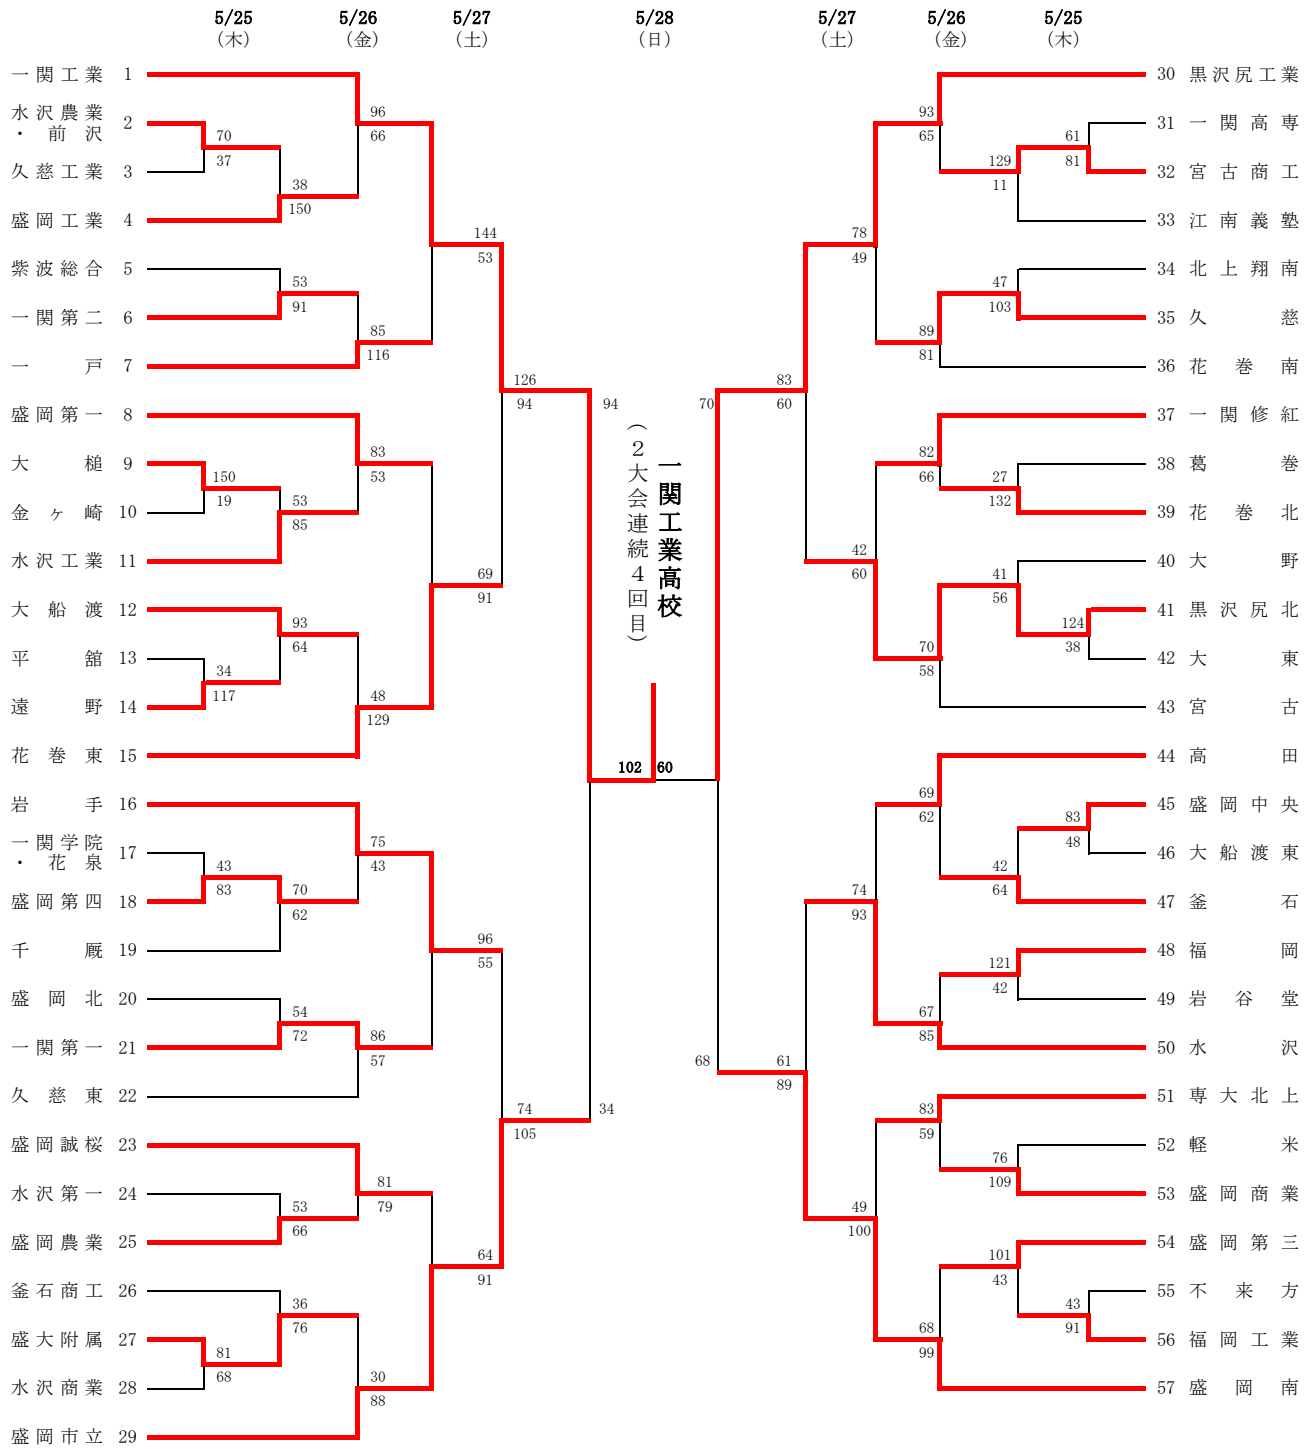 5/25 5/26 5/27 5/28 5/27 5/26 5/25
(木) (金) (土) (日) (土) (金) (木)
一関工業 1
水沢農業・前沢 2
久慈工業 3
盛岡工業 4
紫波総合 5
一関第二 6
一戸 7
盛岡第一 8
大槌 9
金ヶ崎 10
水沢工業 11
大船渡 12
平舘 13
遠野 14
花巻東 15
岩手 16
一関学院・花泉 17
盛岡第四 18
千厩 19
盛岡北 20
一関第一 21
久慈東 22
盛岡誠桜 23
水沢第一 24
盛岡農業 25
釜石商工 26
盛大附属 27
水沢商業 28
盛岡市立 29
70
37
150
19
34
117
43
83
81
68
38
150
53
91
53
85
93
64
70
62
54
72
53
66
36
76
96
66
85
116
83
53
48
129
75
43
86
57
81
79
30
88
144
53
69
91
96
55
64
91
126
94
74
105
94
34
一関工業高校
(2大会連続4回目)
102 60
70
68
83
60
61
89
78
49
42
60
74
93
49
100
93
65
89
81
82
66
70
58
69
62
67
85
83
59
68
99
129
11
47
103
27
132
41
56
42
64
121
42
76
109
101
43
61
81
124
38
83
48
43
91
30 黒沢尻工業
31 一関高専
32 宮古商工
33 江南義塾
34 北上翔南
35 久慈
36 花巻南
37 一関修紅
38 葛巻
39 花巻北
40 大野
41 黒沢尻北
42 大東
43 宮古
44 高田
45 盛岡中央
46 大船渡東
47 釜石
48 福岡
49 岩谷堂
50 水沢
51 専大北上
52 軽米
53 盛岡商業
54 盛岡第三
55 不来方
56 福岡工業
57 盛岡南